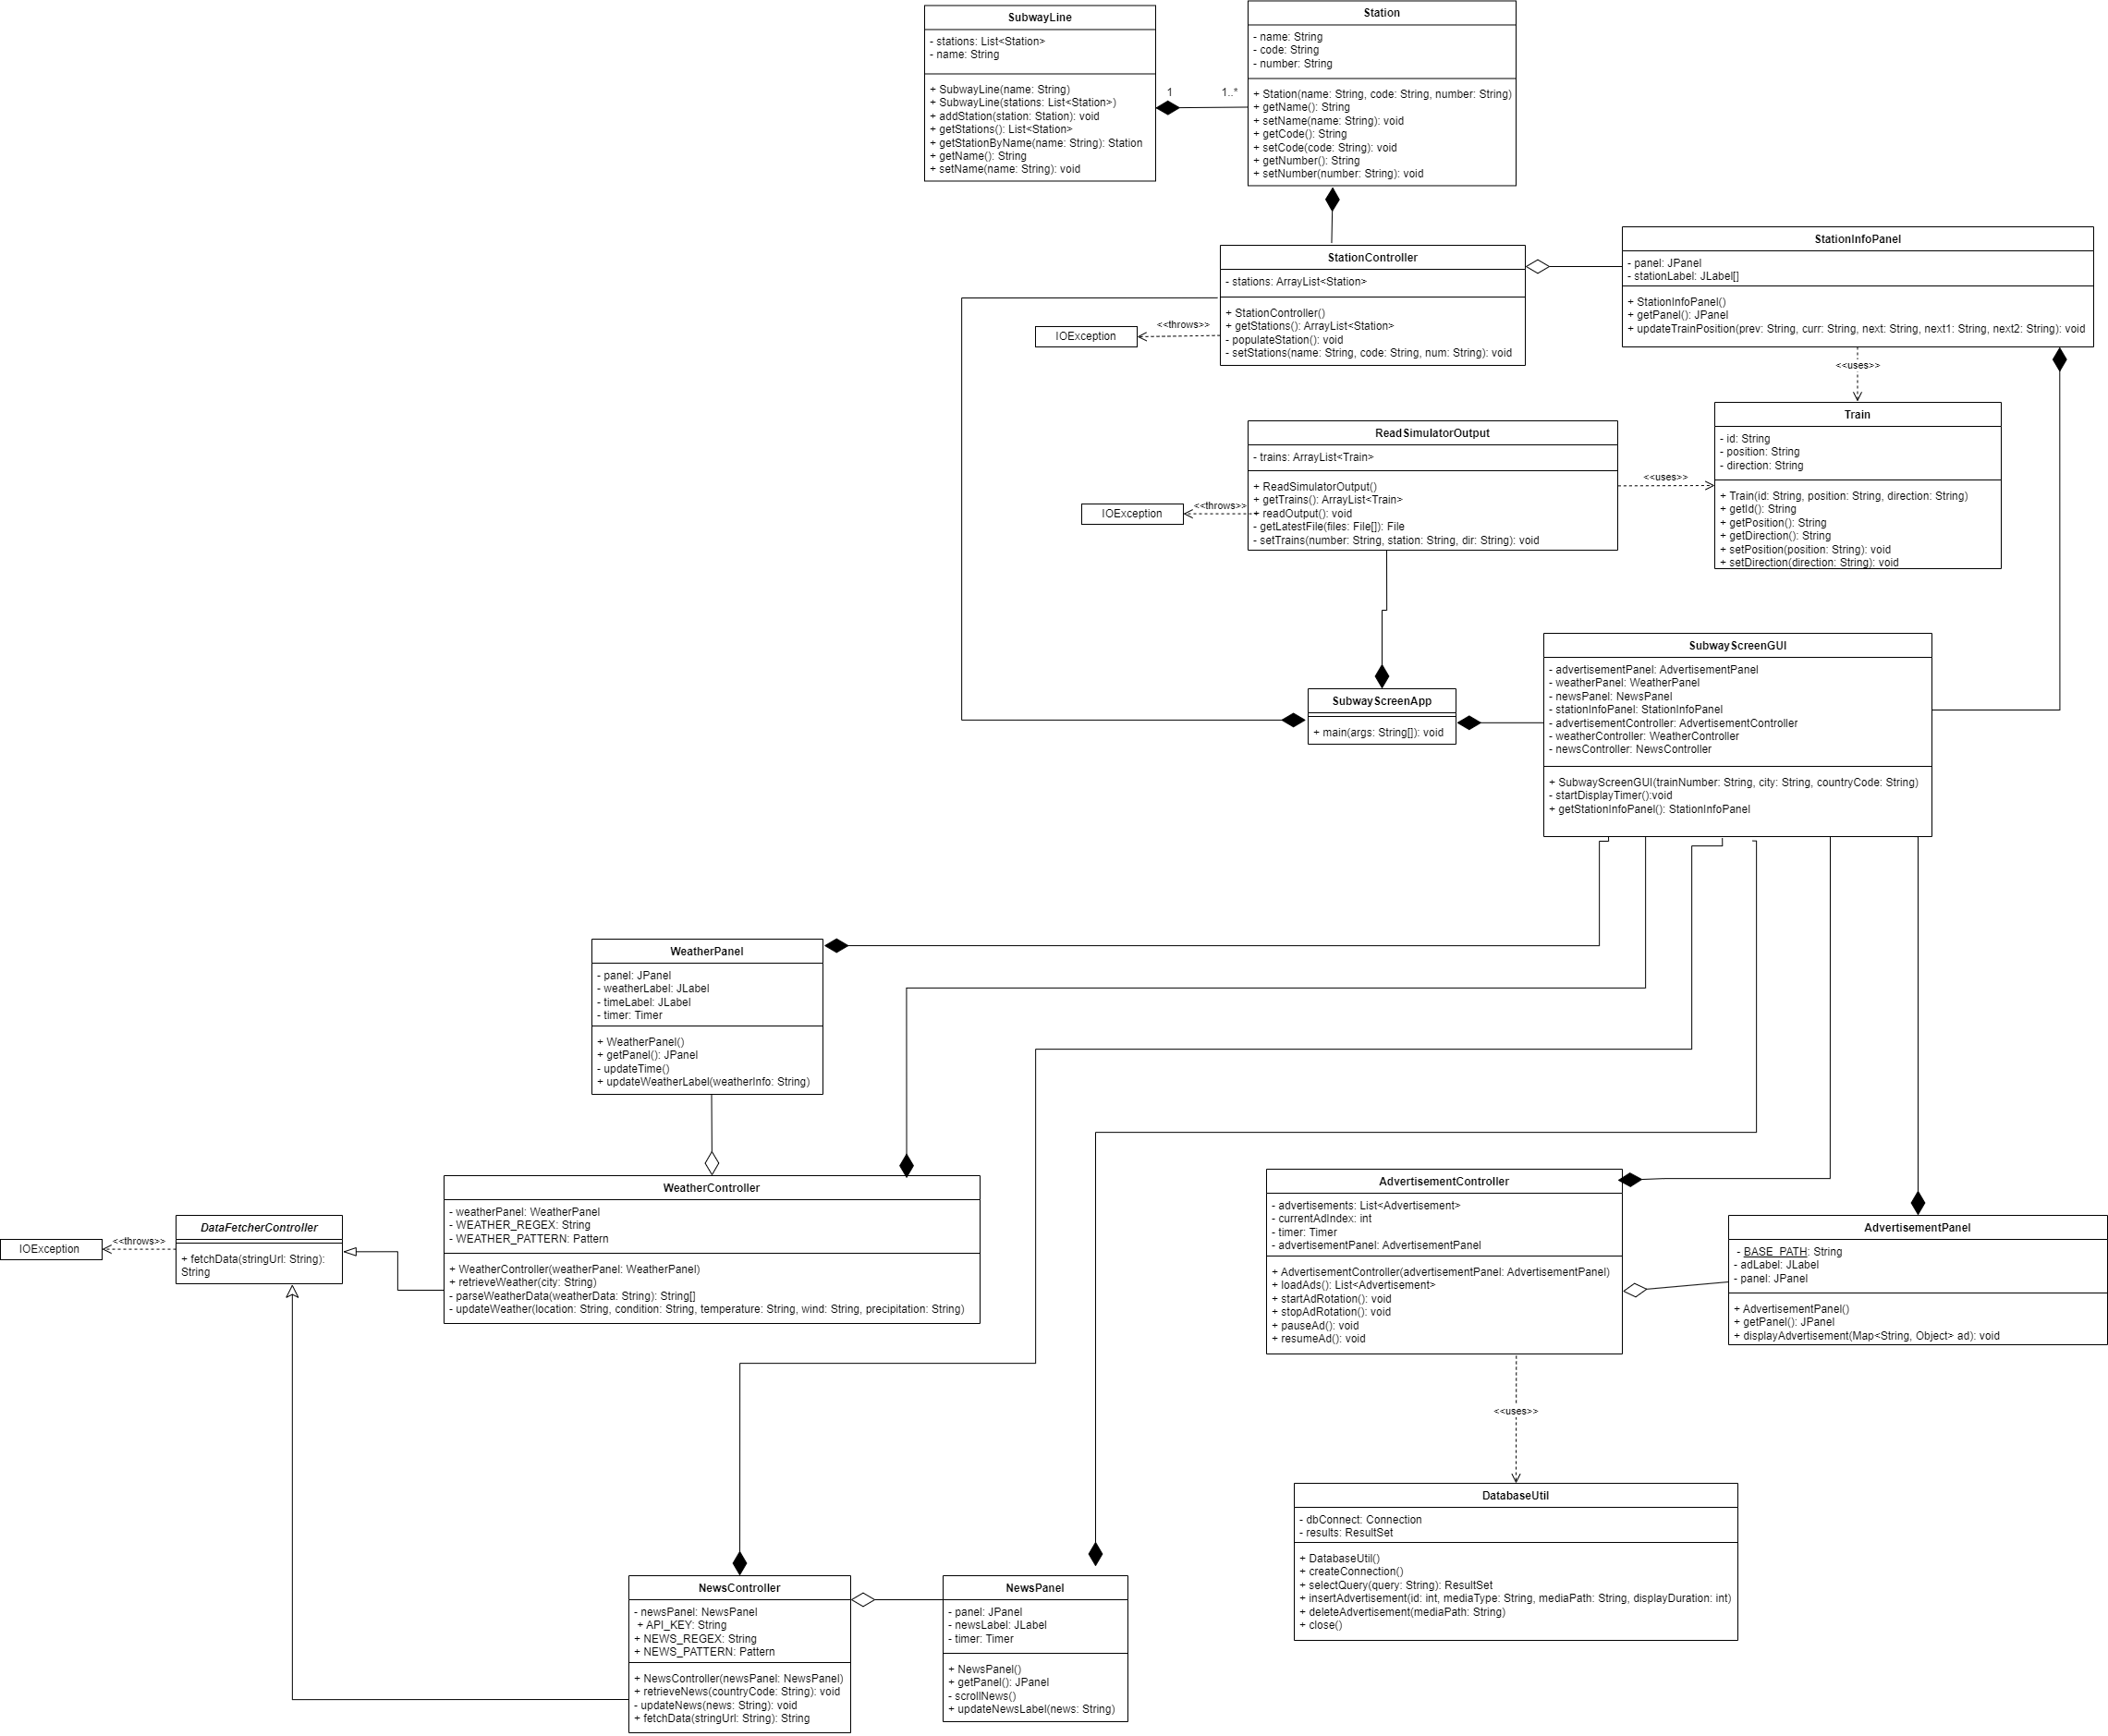 SubwayLine
- stations: List<Station>
- name: String
+ SubwayLine(name: String)
+ SubwayLine(stations: List<Station>)
+ addStation(station: Station): void
+ getStations(): List<Station>
+ getStationByName(name: String): Station
+ getName(): String
+ setName(name: String): void
1
1..*
Station
- name: String
- code: String
- number: String
+ Station(name: String, code: String, number: String)
+ getName(): String
+ setName(name: String): void
+ getCode(): String
+ setCode(code: String): void
+ getNumber(): String
+ setNumber(number: String): void
StationController
- stations: ArrayList<Station>
+ StationController()
+ getStations(): ArrayList<Station>
- populateStation(): void
- setStations(name: String, code: String, num: String): void
<<throws>>
IOException
StationInfoPanel
- panel: JPanel
- stationLabel: JLabel[]
+ StationInfoPanel()
+ getPanel(): JPanel
+ updateTrainPosition(prev: String, curr: String, next: String, next1: String, next2: String): void
<<uses>>
Train
- id: String
- position: String
- direction: String
+ Train(id: String, position: String, direction: String)
+ getId(): String
+ getPosition(): String
+ getDirection(): String
+ setPosition(position: String): void
+ setDirection(direction: String): void
ReadSimulatorOutput
- trains: ArrayList<Train>
+ ReadSimulatorOutput()
+ getTrains(): ArrayList<Train>
+ readOutput(): void
- getLatestFile(files: File[]): File
- setTrains(number: String, station: String, dir: String): void
<<uses>>
<<throws>>
IOException
SubwayScreenApp
+ main(args: String[]): void
SubwayScreenGUI
- advertisementPanel: AdvertisementPanel
- weatherPanel: WeatherPanel
- newsPanel: NewsPanel
- stationInfoPanel: StationInfoPanel
- advertisementController: AdvertisementController
- weatherController: WeatherController
- newsController: NewsController
+ SubwayScreenGUI(trainNumber: String, city: String, countryCode: String)
- startDisplayTimer():void
+ getStationInfoPanel(): StationInfoPanel
WeatherPanel
- panel: JPanel
- weatherLabel: JLabel
- timeLabel: JLabel
- timer: Timer
+ WeatherPanel()
+ getPanel(): JPanel
- updateTime()
+ updateWeatherLabel(weatherInfo: String)
WeatherController
- weatherPanel: WeatherPanel
- WEATHER_REGEX: String
- WEATHER_PATTERN: Pattern
+ WeatherController(weatherPanel: WeatherPanel)
+ retrieveWeather(city: String)
- parseWeatherData(weatherData: String): String[]
- updateWeather(location: String, condition: String, temperature: String, wind: String, precipitation: String)
DataFetcherController
+ fetchData(stringUrl: String):
String
<<throws>>
IOException
AdvertisementController
- advertisements: List<Advertisement>
- currentAdIndex: int
- timer: Timer
- advertisementPanel: AdvertisementPanel
+ AdvertisementController(advertisementPanel: AdvertisementPanel)
+ loadAds(): List<Advertisement>
+ startAdRotation(): void
+ stopAdRotation(): void
+ pauseAd(): void
+ resumeAd(): void
AdvertisementPanel
- BASE_PATH: String
- adLabel: JLabel
- panel: JPanel
+ AdvertisementPanel()
+ getPanel(): JPanel
+ displayAdvertisement(Map<String, Object> ad): void
<<uses>>
DatabaseUtil
- dbConnect: Connection
- results: ResultSet
+ DatabaseUtil()
+ createConnection()
+ selectQuery(query: String): ResultSet
+ insertAdvertisement(id: int, mediaType: String, mediaPath: String, displayDuration: int)
+ deleteAdvertisement(mediaPath: String)
+ close()
NewsController
- newsPanel: NewsPanel
+ API_KEY: String
+ NEWS_REGEX: String
+ NEWS_PATTERN: Pattern
+ NewsController(newsPanel: NewsPanel)
+ retrieveNews(countryCode: String): void
- updateNews(news: String): void
+ fetchData(stringUrl: String): String
NewsPanel
- panel: JPanel
- newsLabel: JLabel
- timer: Timer
+ NewsPanel()
+ getPanel(): JPanel
- scrollNews()
+ updateNewsLabel(news: String)